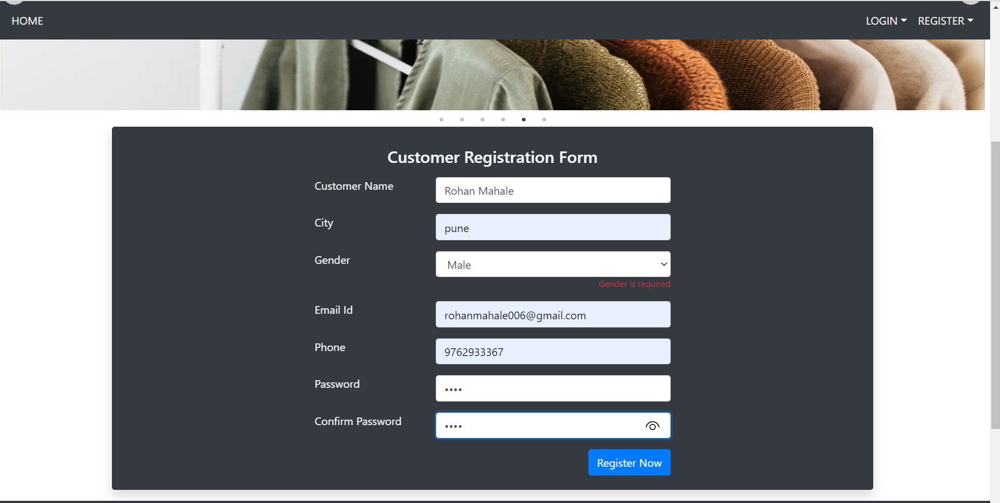 HOME
LOGIN
REGISTER
Customer Registration Form
Customer Name
Rohan Mahale
City
pune
Gender
Male
Gender is required
Email Id
rohanmahale006@gmail.com
Phone
9762933367
Password
••••
Confirm Password
••••
Register Now